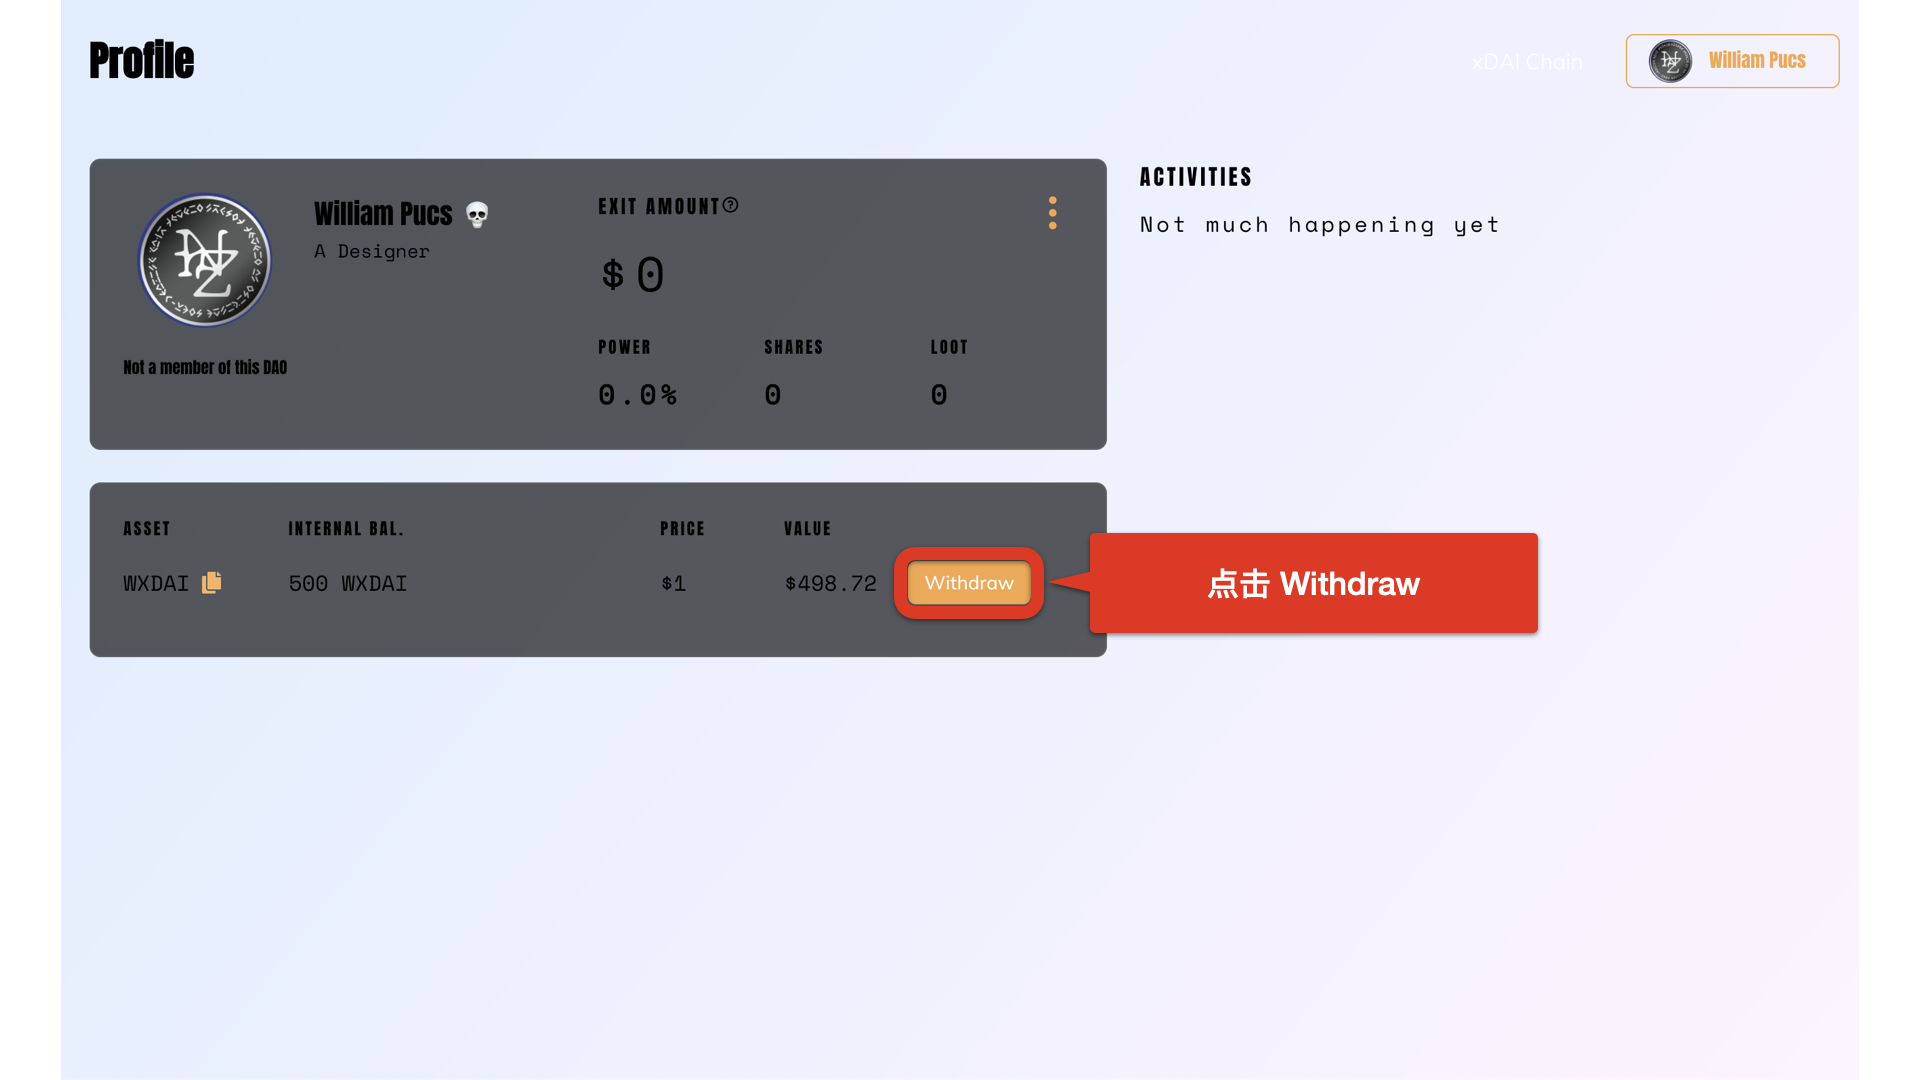 Profile
xDAI Chain
William Pucs
William Pucs 💀
A Designer
Not a member of this DAO
EXIT AMOUNT
$0
POWER SHARES LOOT
0.0% 0 0
ACTIVITIES
Not much happening yet
ASSET INTERNAL BAL. PRICE VALUE
WXDAI 500 WXDAI $1 $498.72 Withdraw
点击 Withdraw